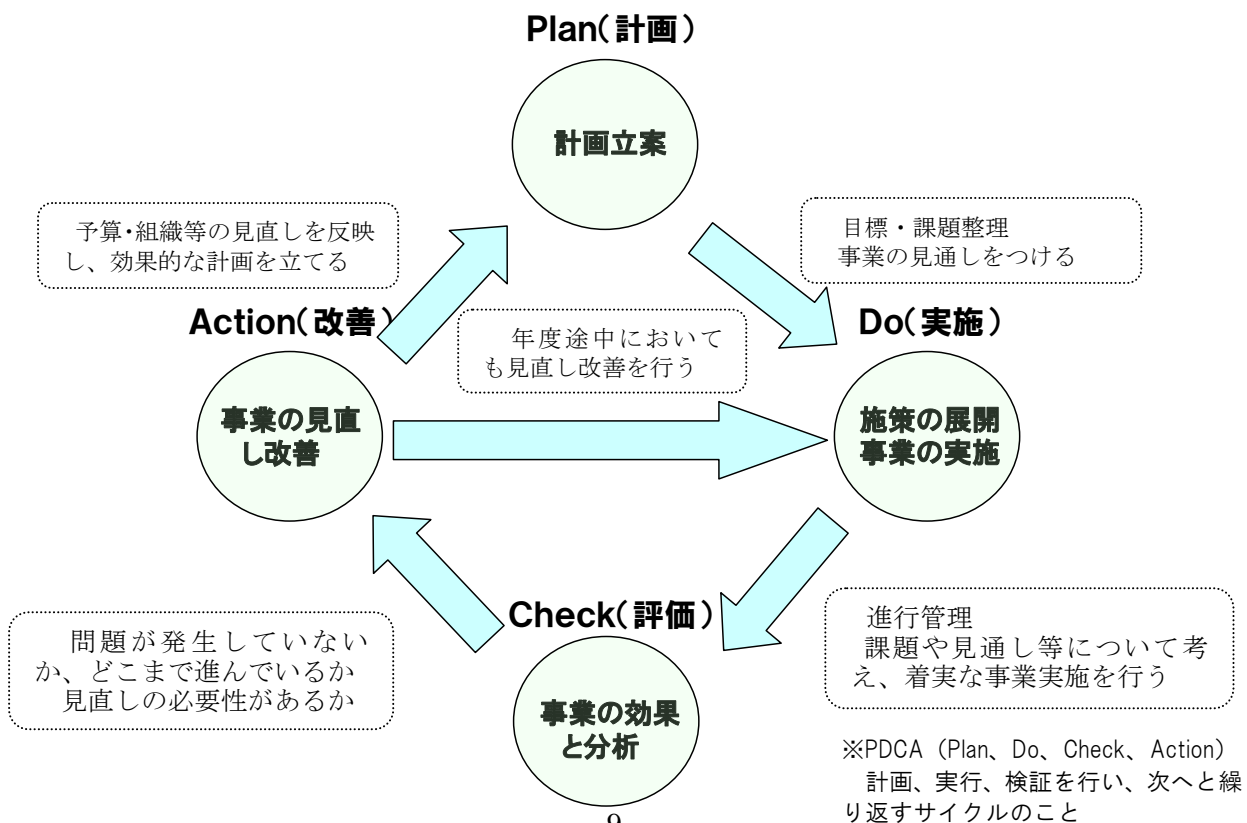 Plan(計画)
計画立案
予算・組織等の見直しを反映
し、効果的な計画を立てる
目標・課題整理
事業の見通しをつける
Action(改善)
年度途中において
も見直し改善を行う
Do(実施)
事業の見直
し改善
施策の展開
事業の実施
Check(評価)
問題が発生していない
か、どこまで進んでいるか
見直しの必要性があるか
進行管理
課題や見通し等について考
え、着実な事業実施を行う
事業の効果
と分析
※PDCA(Plan、Do、Check、Action)
計画、実行、検証を行い、次へと繰
り返すサイクルのこと
9